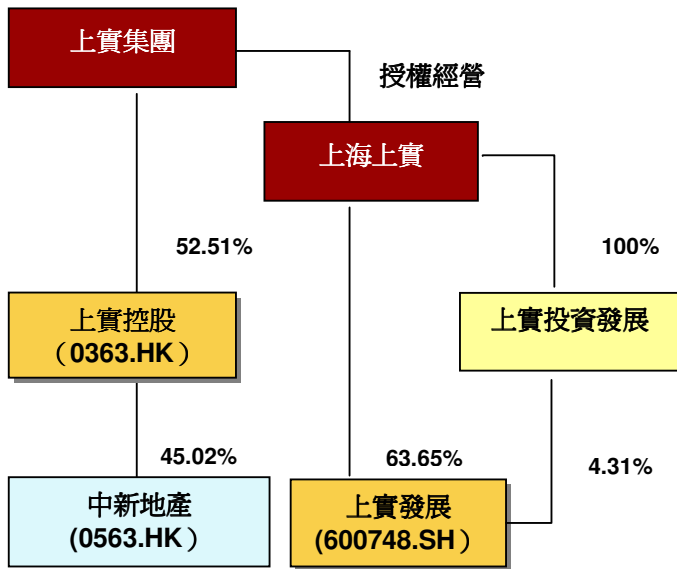 上實集團
授權經營
上海上實
52.51%
100%
上實控股
（0363.HK）
上實投資發展
45.02%
63.65%
4.31%
中新地產
(0563.HK）
上實發展
(600748.SH）